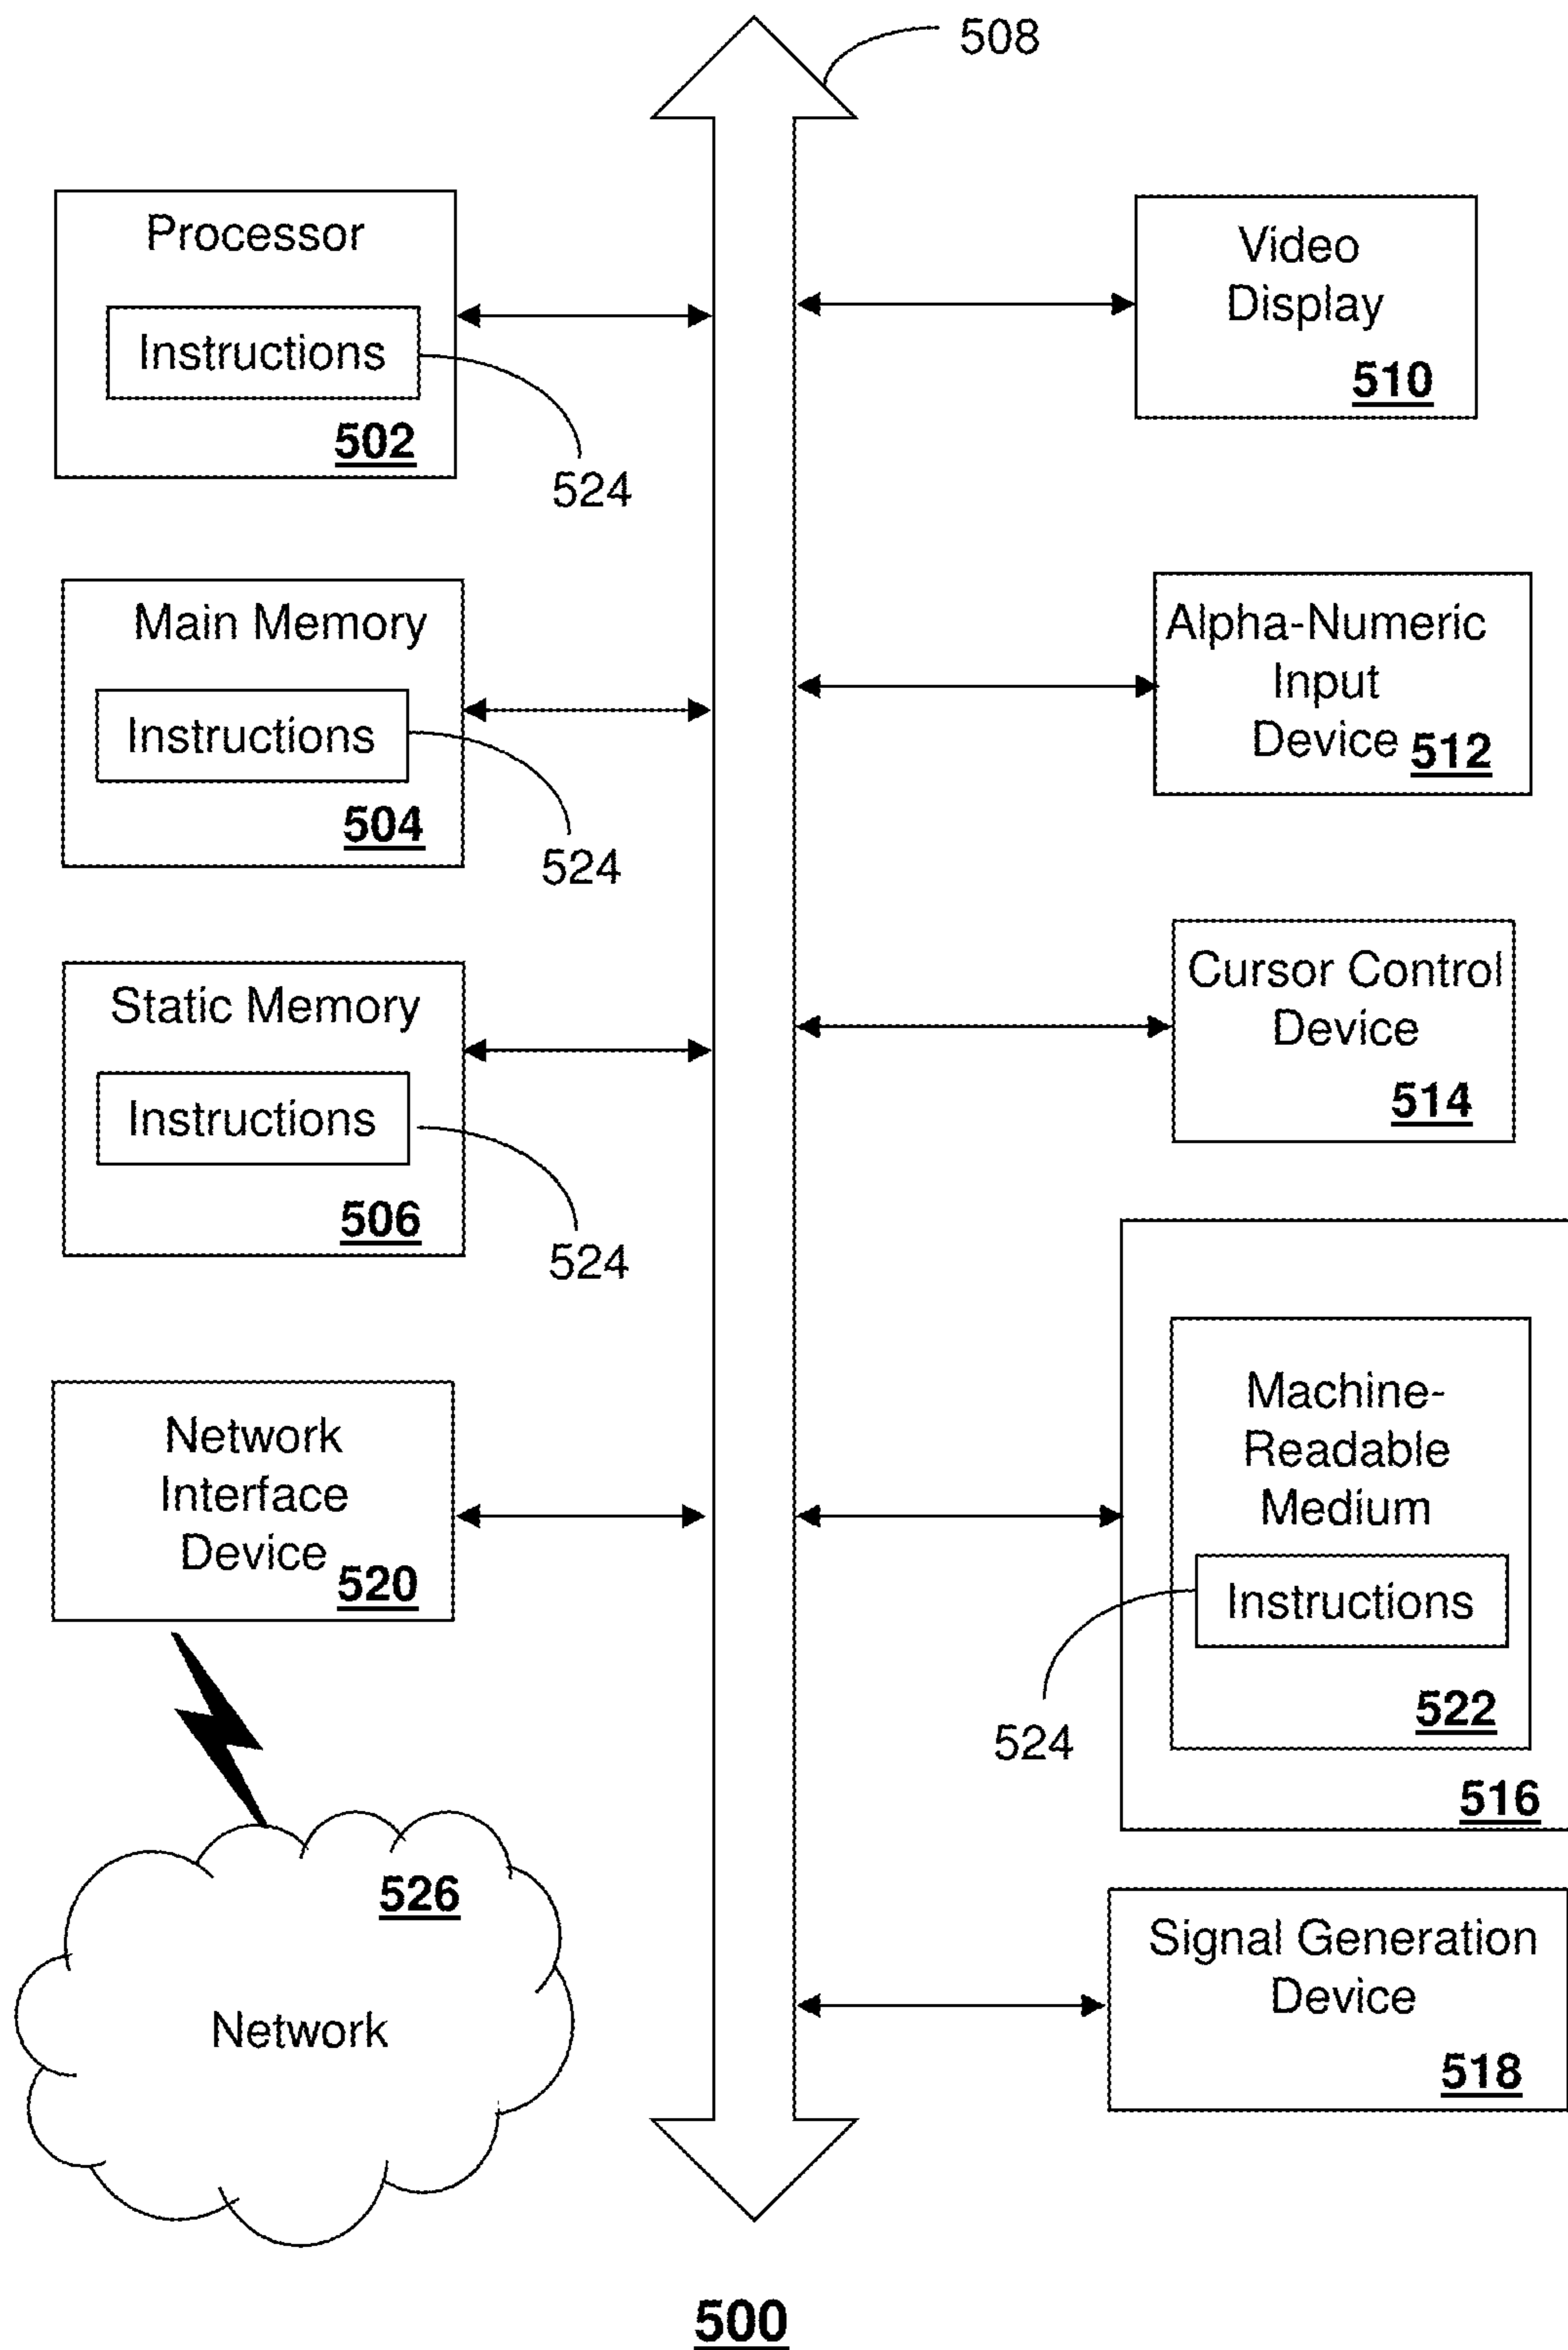 508
Processor
Instructions
502
524
Main Memory
Instructions
504
524
Static Memory
Instructions
506
524
Network
Interface
Device
520
526
Network
Video
Display
510
Alpha-Numeric
Input
Device 512
Cursor Control
Device
514
Machine-
Readable
Medium
Instructions
522
524
516
Signal Generation
Device
518
500